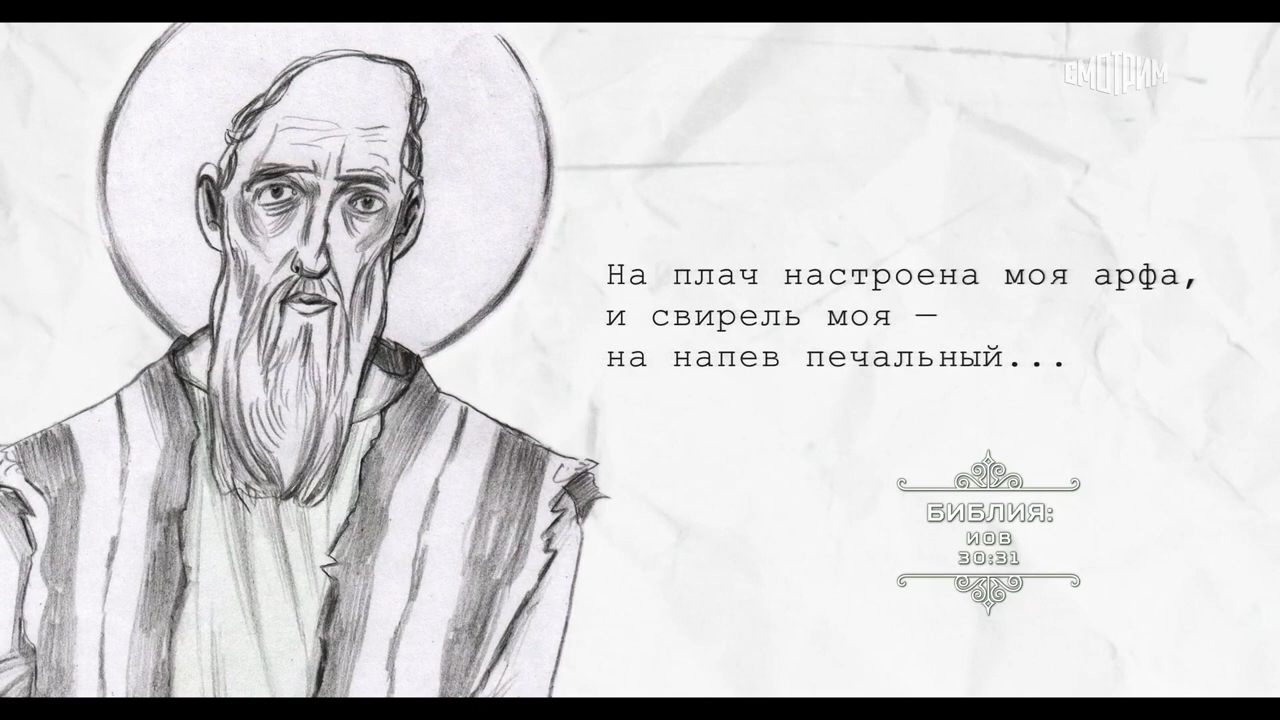 СМОТРИМ
На плач настроена моя арфа,
и свирель моя —
на напев печальный...
БИБЛИЯ:
ИОВ
30:31